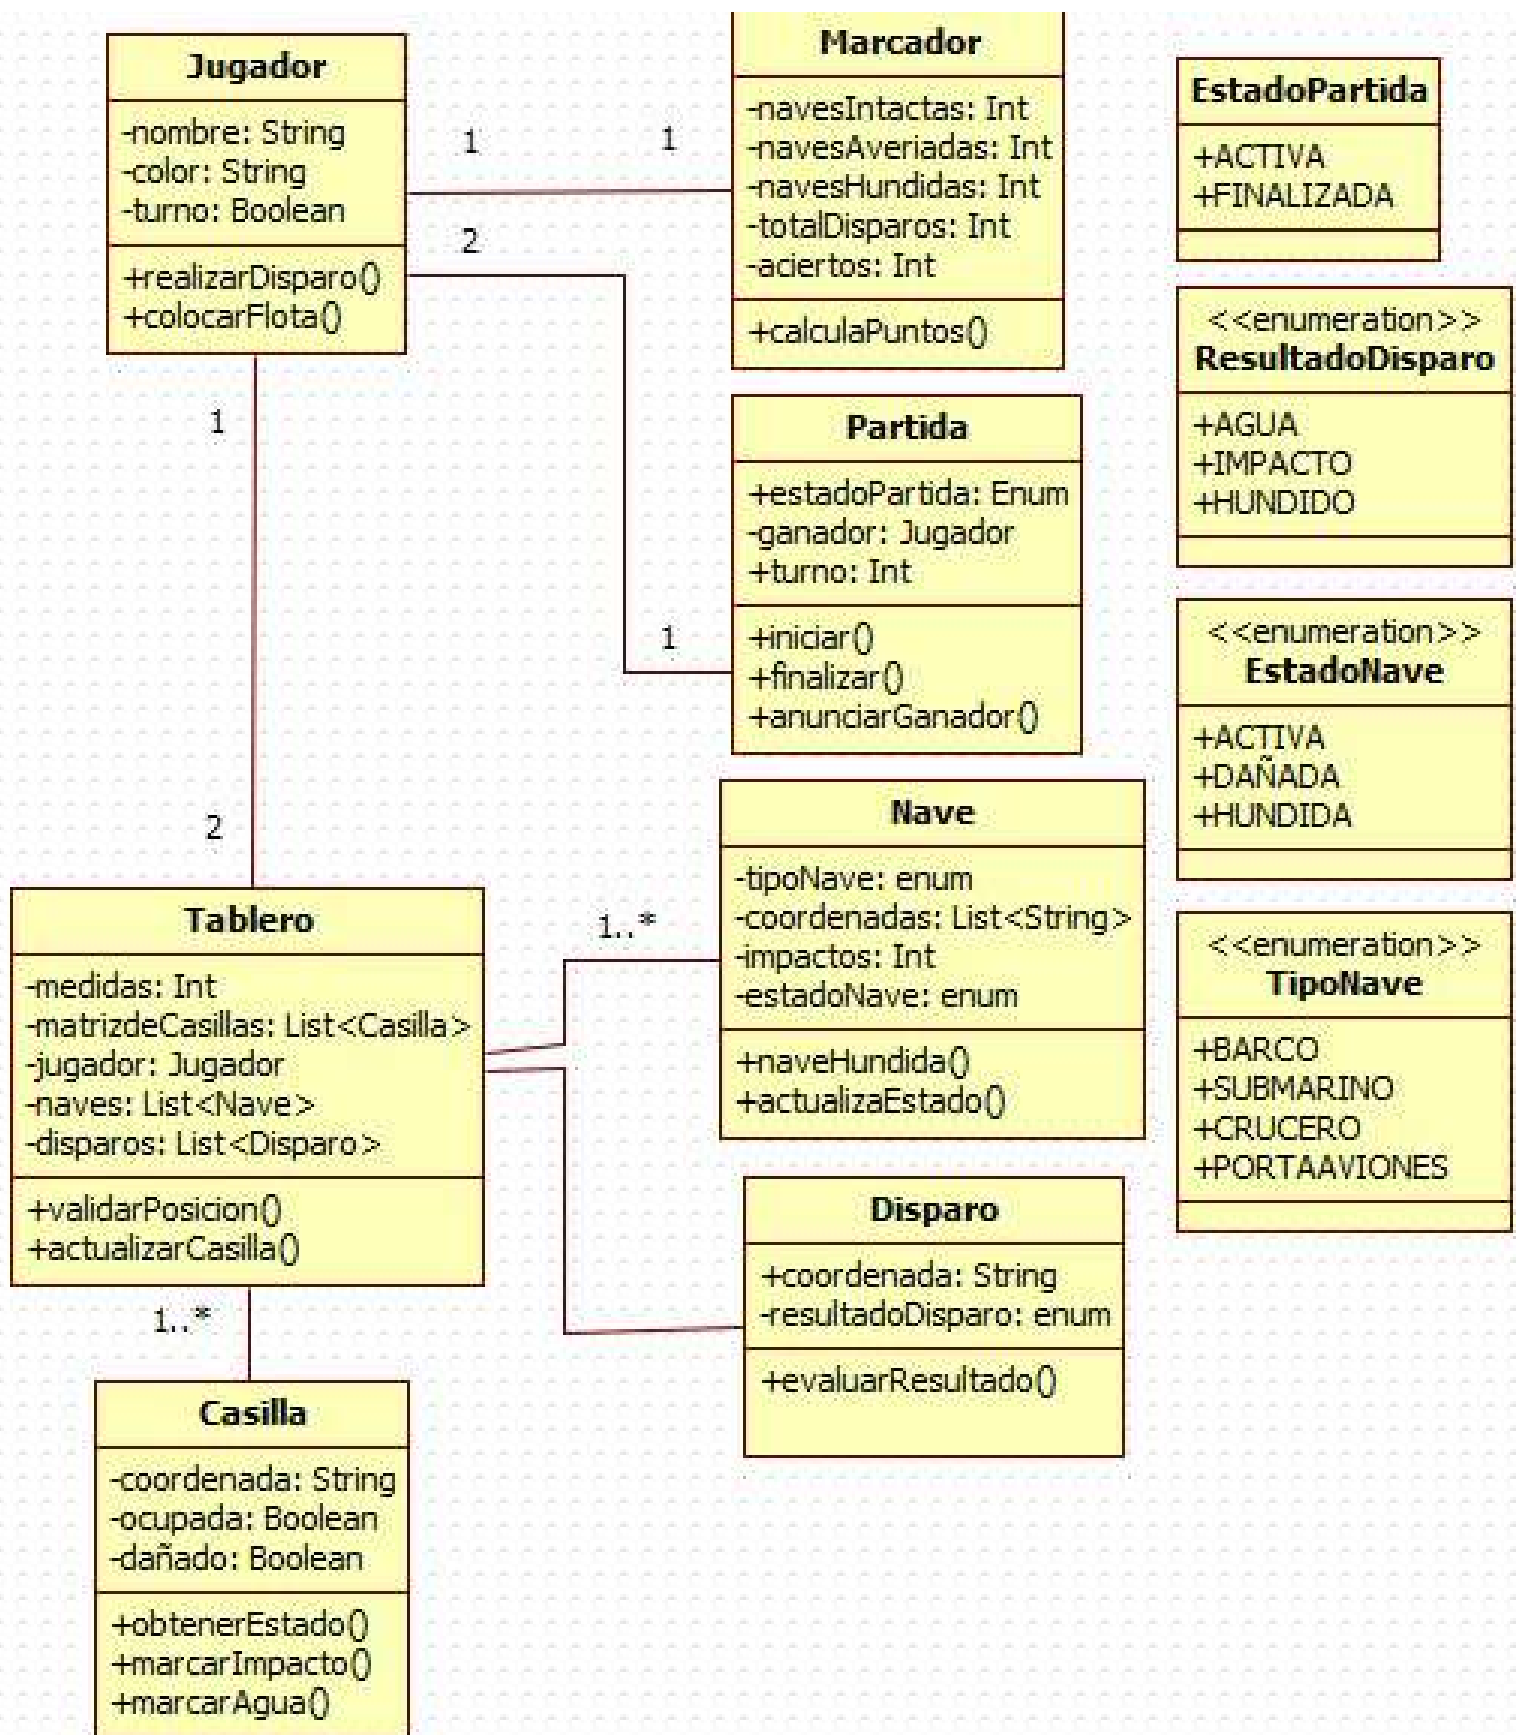 Jugador
-nombre: String
-color: String
-turno: Boolean
+realizarDisparo()
+colocarFlota()
1
1
2
1
1
2
Marcador
-navesIntactas: Int
-navesAveriadas: Int
-navesHundidas: Int
-totalDisparos: Int
-aciertos: Int
+calculaPuntos()
Partida
+estadoPartida: Enum
-ganador: Jugador
+turno: Int
+iniciar()
+finalizar()
+anunciarGanador()
EstadoPartida
+ACTIVA
+FINALIZADA
<<enumeration>>
ResultadoDisparo
+AGUA
+IMPACTO
+HUNDIDO
<<enumeration>>
EstadoNave
+ACTIVA
+DAÑADA
+HUNDIDA
<<enumeration>>
TipoNave
+BARCO
+SUBMARINO
+CRUCERO
+PORTAAVIONES
Tablero
-medidas: Int
-matrizdeCasillas: List<Casilla>
-jugador: Jugador
-naves: List<Nave>
-disparos: List<Disparo>
+validarPosicion()
+actualizarCasilla()
1..*
1..*
Nave
-tipoNave: enum
-coordenadas: List<String>
-impactos: Int
-estadoNave: enum
+naveHundida()
+actualizaEstado()
Disparo
+coordenada: String
-resultadoDisparo: enum
+evaluarResultado()
Casilla
-coordenada: String
-ocupada: Boolean
-dañado: Boolean
+obtenerEstado()
+marcarImpacto()
+marcarAgua()